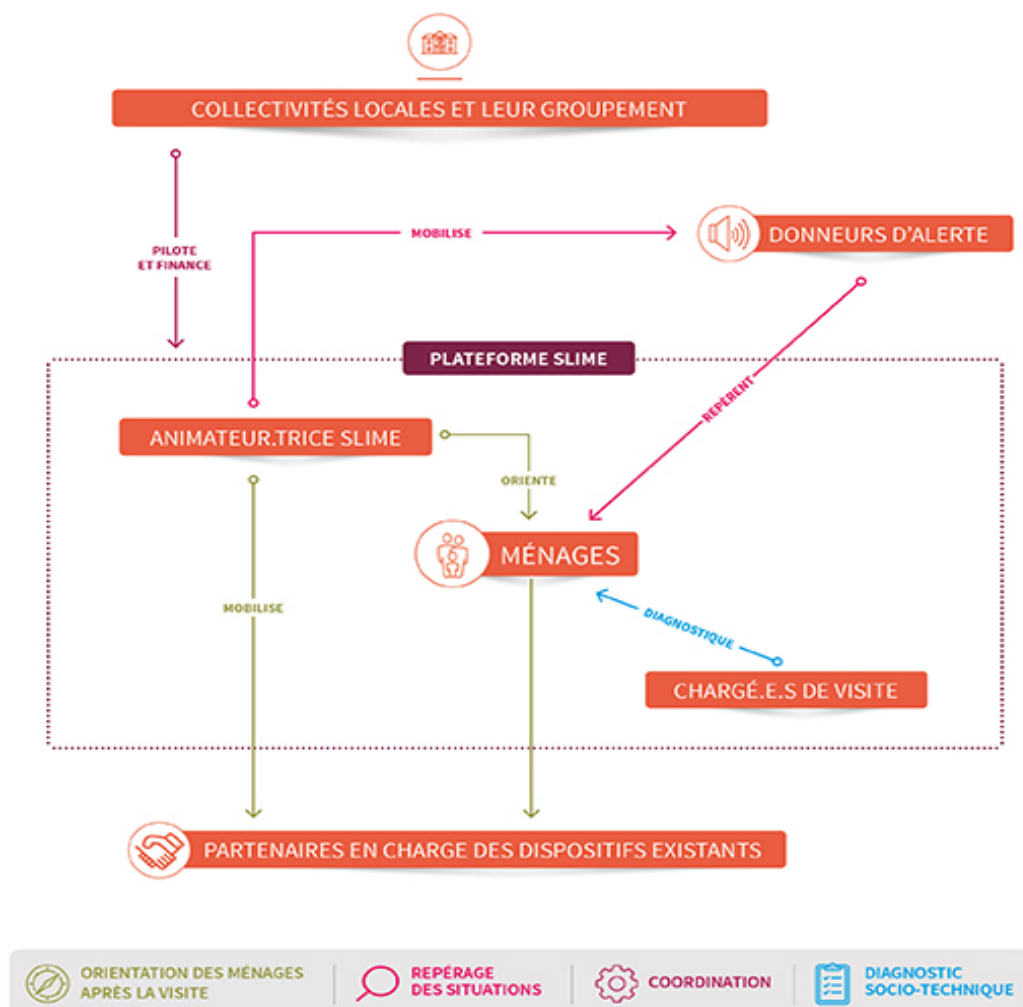 COLLECTIVITÉS LOCALES ET LEUR GROUPEMENT
MOBILISE
DONNEURS D'ALERTE
PILOTE
ET FINANCE
PLATEFORME SLIME
REPÈRENT
ANIMATEUR.TRICE SLIME
ORIENTE
MÉNAGES
MOBILISE
DIAGNOSTIQUE
CHARGÉ.E.S DE VISITE
PARTENAIRES EN CHARGE DES DISPOSITIFS EXISTANTS
ORIENTATION DES MÉNAGES
APRÈS LA VISITE
REPÉRAGE
DES SITUATIONS
COORDINATION
DIAGNOSTIC
SOCIO-TECHNIQUE